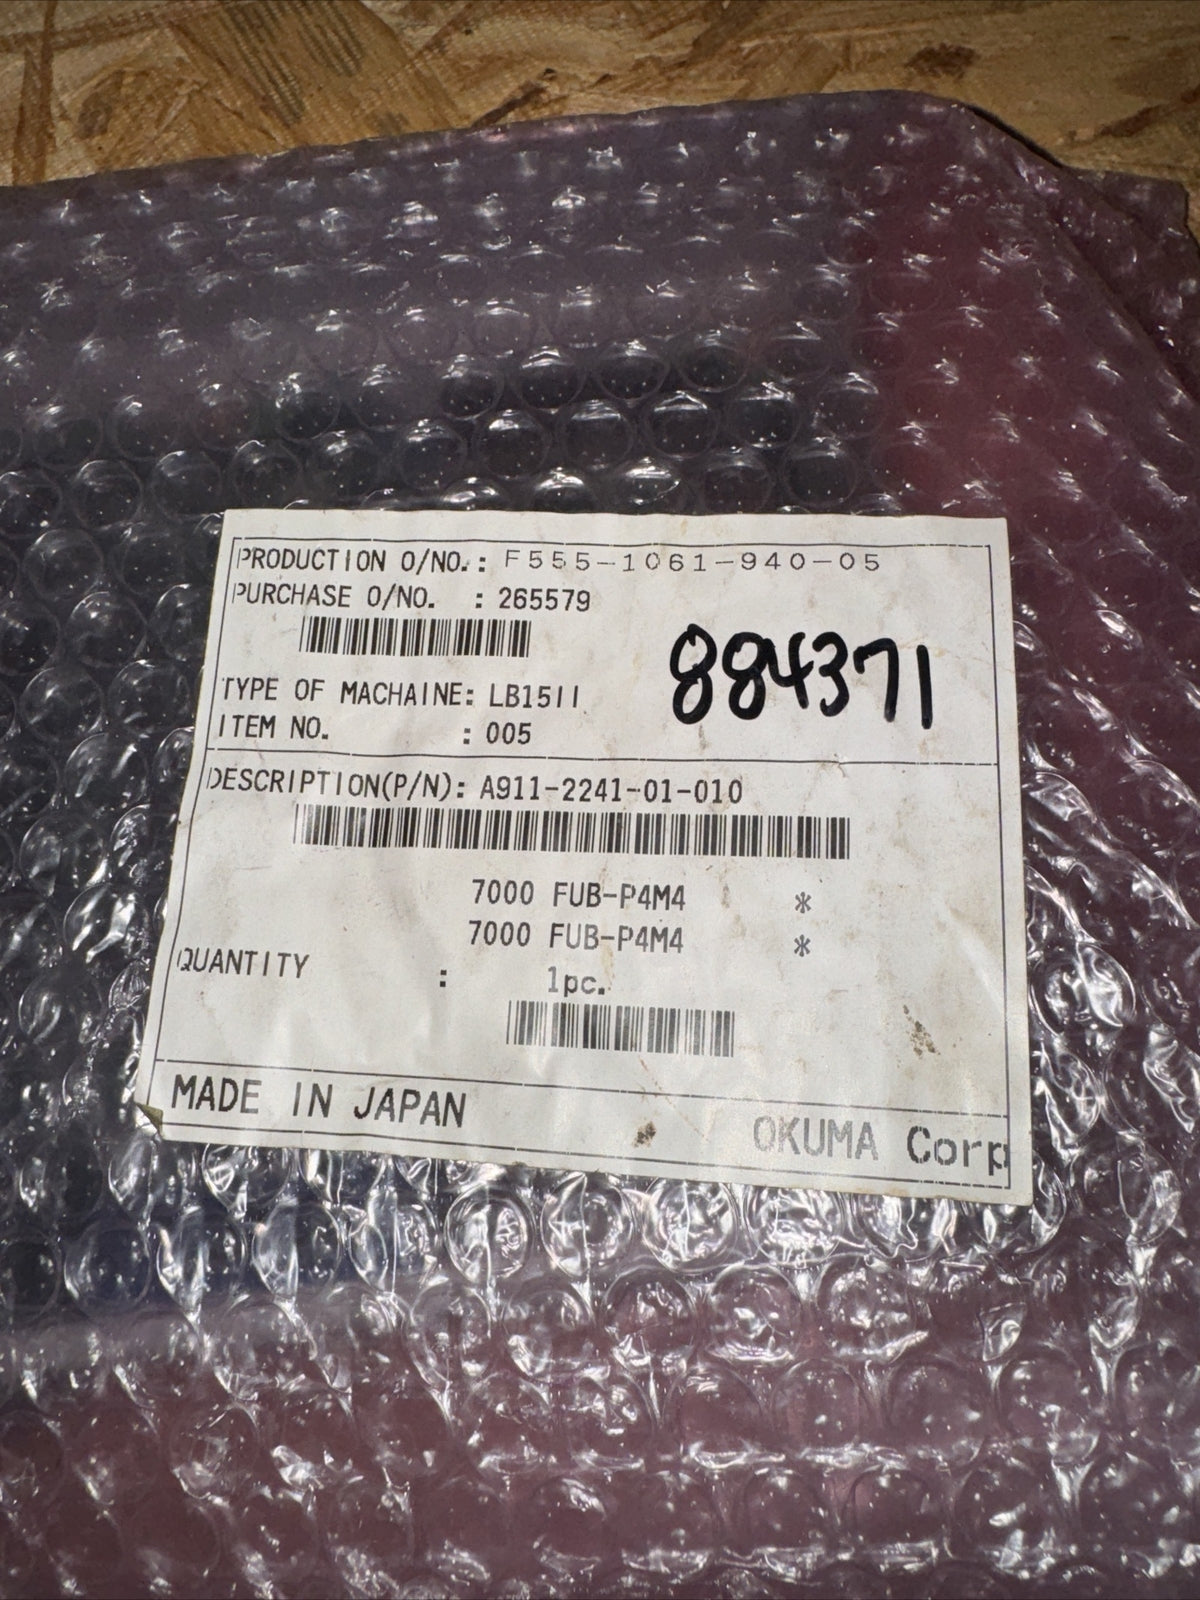 PRODUCTION O/NO.: F555-1061-940-05
PURCHASE O/NO. : 265579
884371
TYPE OF MACHAINE: LB15II
ITEM NO. : 005
DESCRIPTION(P/N): A911-2241-01-010
7000 FUB-P4M4 *
7000 FUB-P4M4 *
QUANTITY : 1pc.
MADE IN JAPAN OKUMA Corp